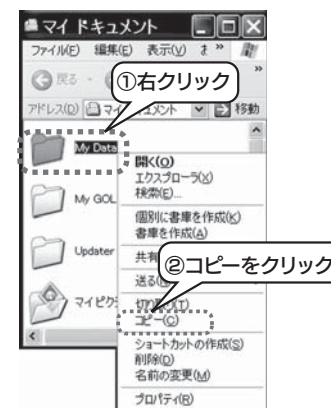 マイ ドキュメント
ファイル(F) 編集(E) 表示(V) »
戻る
»
①右クリック
アドレス(D) 移動
My Data
開く(O)
エクスプローラ(X)
検索(E)...
My GOL
個別に書庫を作成(K)
書庫を作成(A)
Updater
共有
②コピーをクリック
送る
マイ ピク
切り取り(T)
コピー(C)
ショートカットの作成(S)
削除(D)
名前の変更(M)
プロパティ(R)